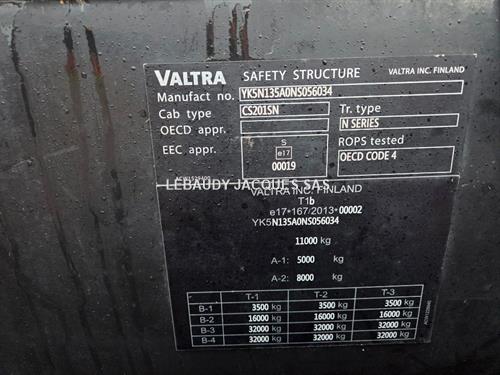 VALTRA SAFETY STRUCTURE VALTRA INC. FINLAND
Manufact no. YK5N135A0NS056034
Cab type CS201SN Tr. type
OECD appr. N SERIES
EEC appr. S e17 00019 ROPS tested
OECD CODE 4
LEBAUDY JACQUES SAS
VALTRA INC. FINLAND
T1b
e17*167/2013*00002
YK5N135A0NS056034
11000 kg
A-1: 5000 kg
A-2: 8000 kg
T-1 T-2 T-3
B-1 3500 kg 3500 kg 3500 kg
B-2 16000 kg 16000 kg 16000 kg
B-3 32000 kg 32000 kg 32000 kg
B-4 32000 kg 32000 kg 32000 kg